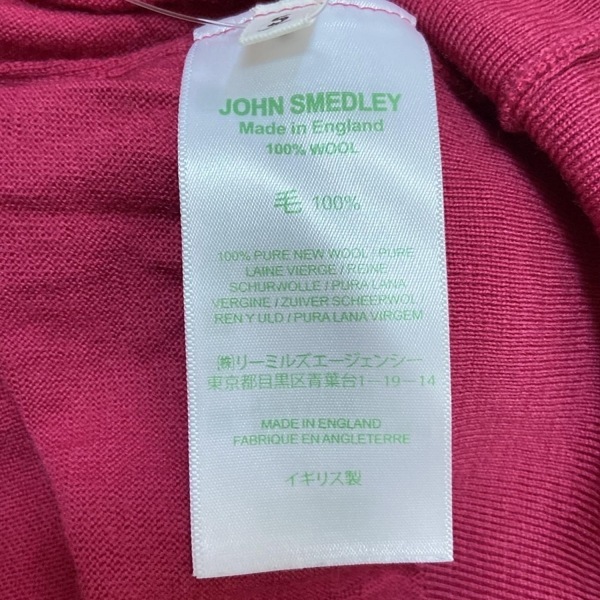 S
JOHN SMEDLEY
Made in England
100% WOOL
毛 100%
100% PURE NEW WOOL / PURE
LAINE VIERGE / REINE
SCHURWOLLE / PURA LANA
VERGINE / ZUIVER SCHEERWOL
REN Y ULD / PURA LANA VIRGEM
㈱リーミルズエージェンシー
東京都目黒区青葉台1-19-14
MADE IN ENGLAND
FABRIQUE EN ANGLETERRE
イギリス製